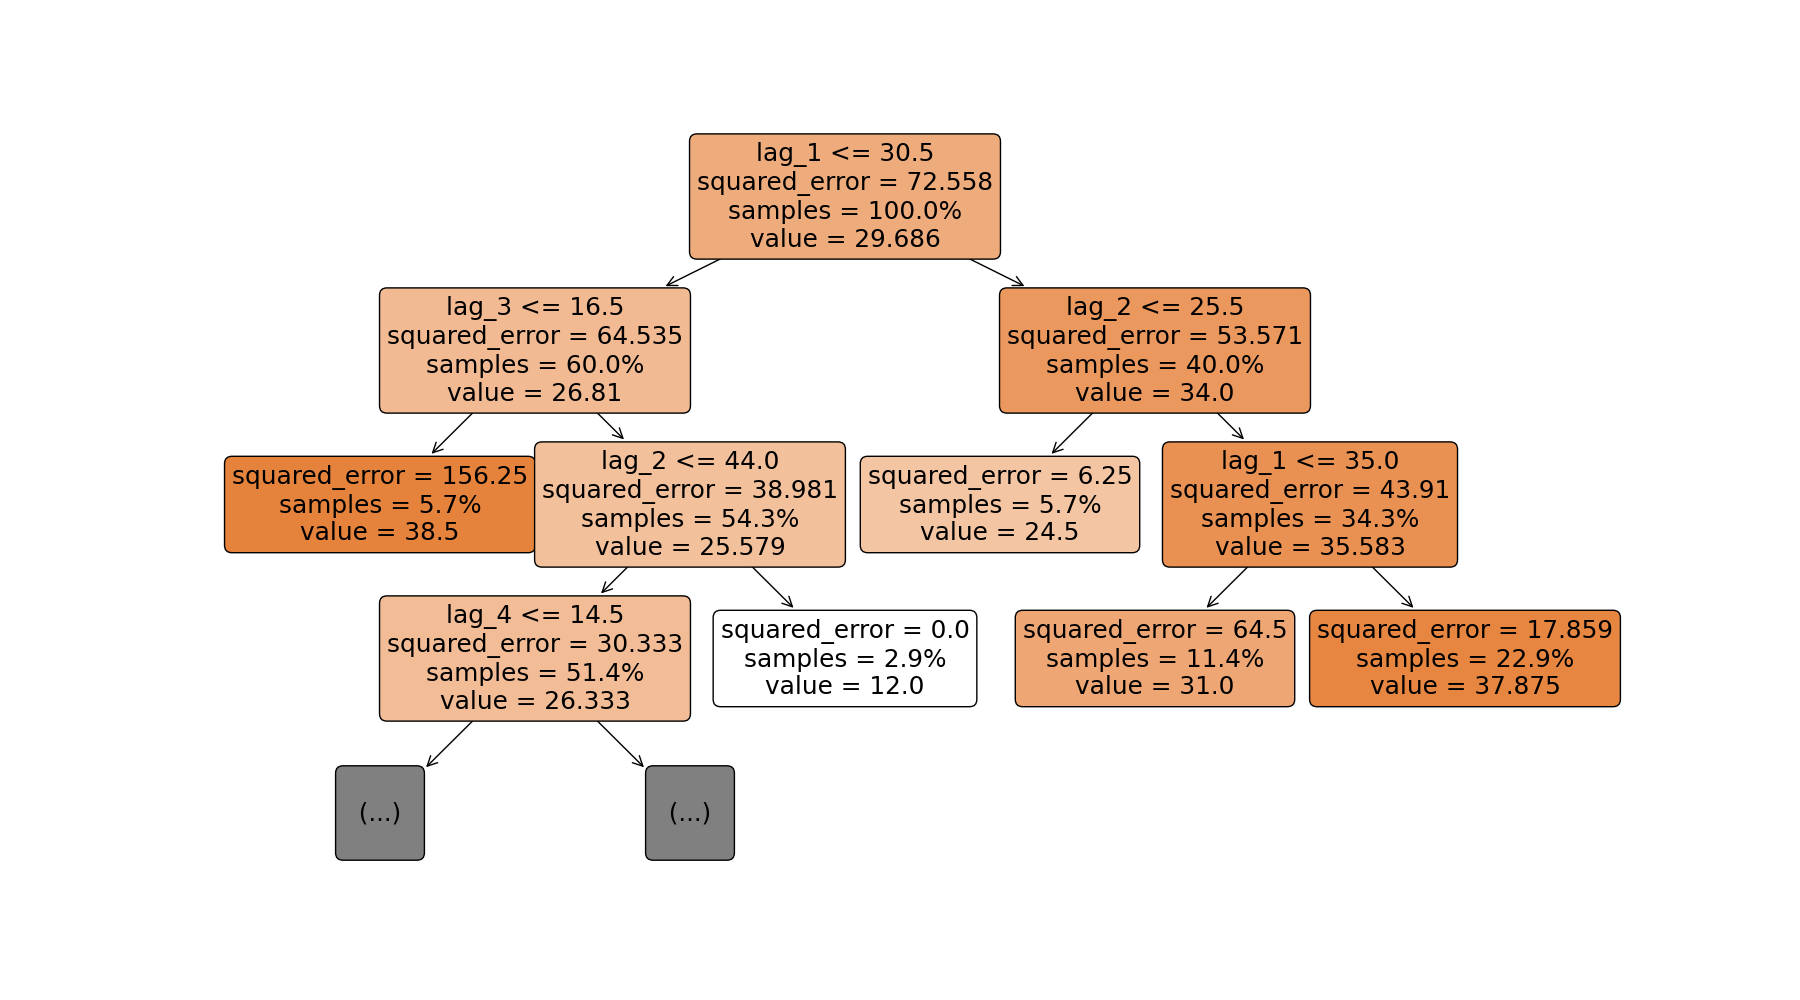 lag_1 <= 30.5
squared_error = 72.558
samples = 100.0%
value = 29.686
lag_3 <= 16.5
squared_error = 64.535
samples = 60.0%
value = 26.81
lag_2 <= 25.5
squared_error = 53.571
samples = 40.0%
value = 34.0
squared_error = 156.25
samples = 5.7%
value = 38.5
lag_2 <= 44.0
squared_error = 38.981
samples = 54.3%
value = 25.579
squared_error = 6.25
samples = 5.7%
value = 24.5
lag_1 <= 35.0
squared_error = 43.91
samples = 34.3%
value = 35.583
lag_4 <= 14.5
squared_error = 30.333
samples = 51.4%
value = 26.333
squared_error = 0.0
samples = 2.9%
value = 12.0
squared_error = 64.5
samples = 11.4%
value = 31.0
squared_error = 17.859
samples = 22.9%
value = 37.875
(...)
(...)